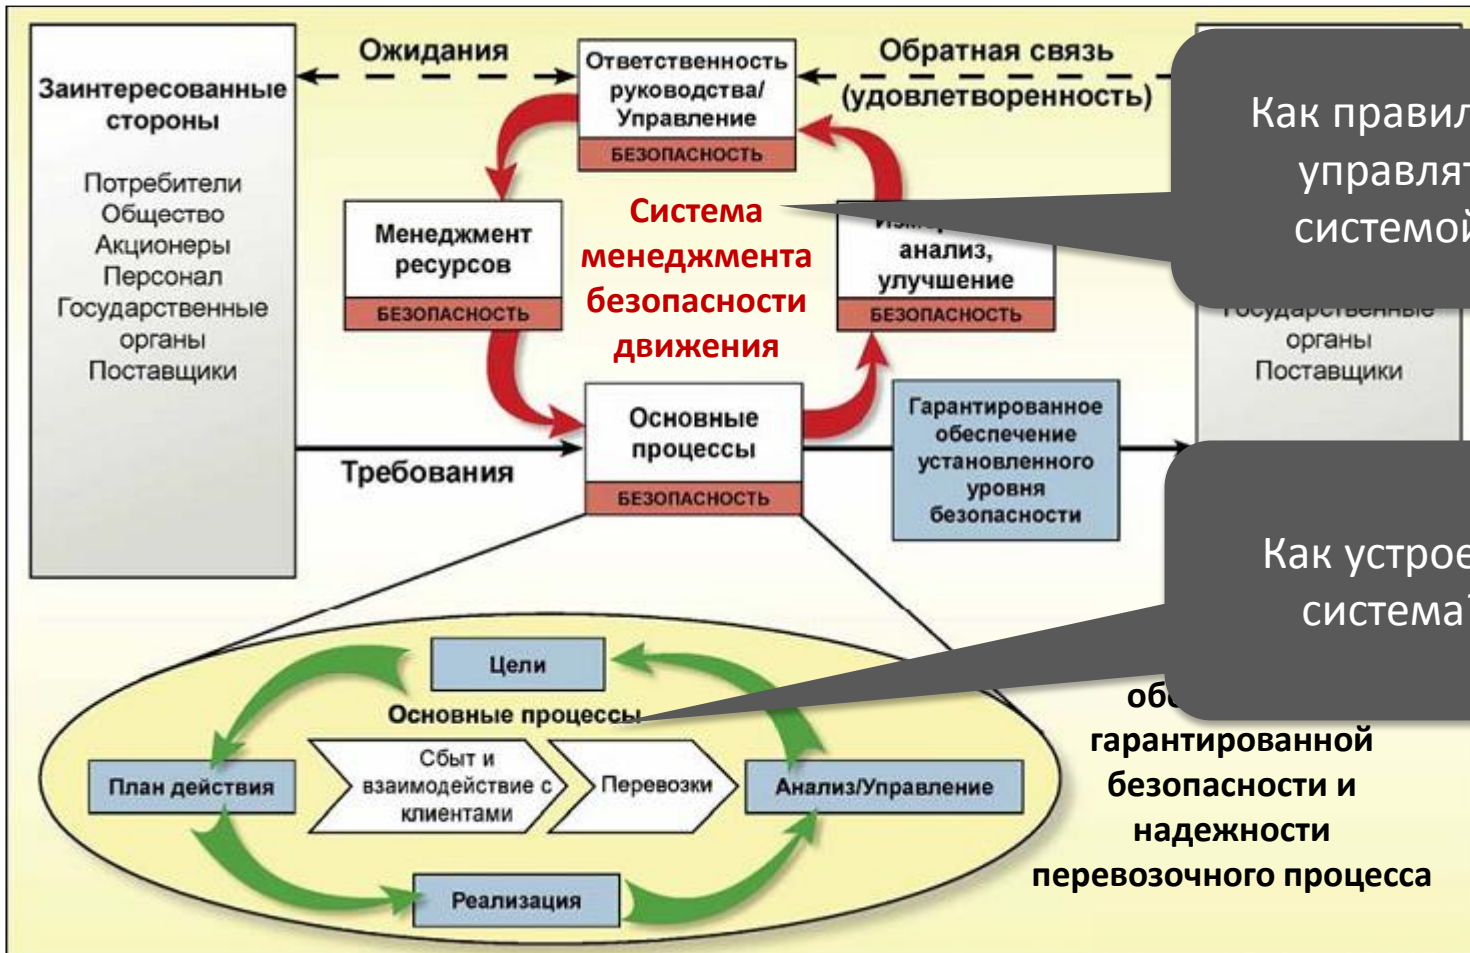 Заинтересованные
стороны
Потребители
Общество
Акционеры
Персонал
Государственные
органы
Поставщики
Ожидания
Ответственность
руководства/
Управление
БЕЗОПАСНОСТЬ
Обратная связь
(удовлетворенность)
Как
управлят
системой
Менеджмент
ресурсов
БЕЗОПАСНОСТЬ
Система
менеджмента
безопасности
движения
анализ,
улучшение
БЕЗОПАСНОСТЬ
Государственные
органы
Поставщики
Требования
Основные
процессы
БЕЗОПАСНОСТЬ
Гарантированное
обеспечение
установленного
уровня
безопасности
Как устрое
система?
Цели
Основные процессы
План действия
Сбыт и
взаимодействие с
клиентами
Перевозки
Анализ/Управление
Реализация
гарантированной
безопасности и
надежности
перевозочного процесса